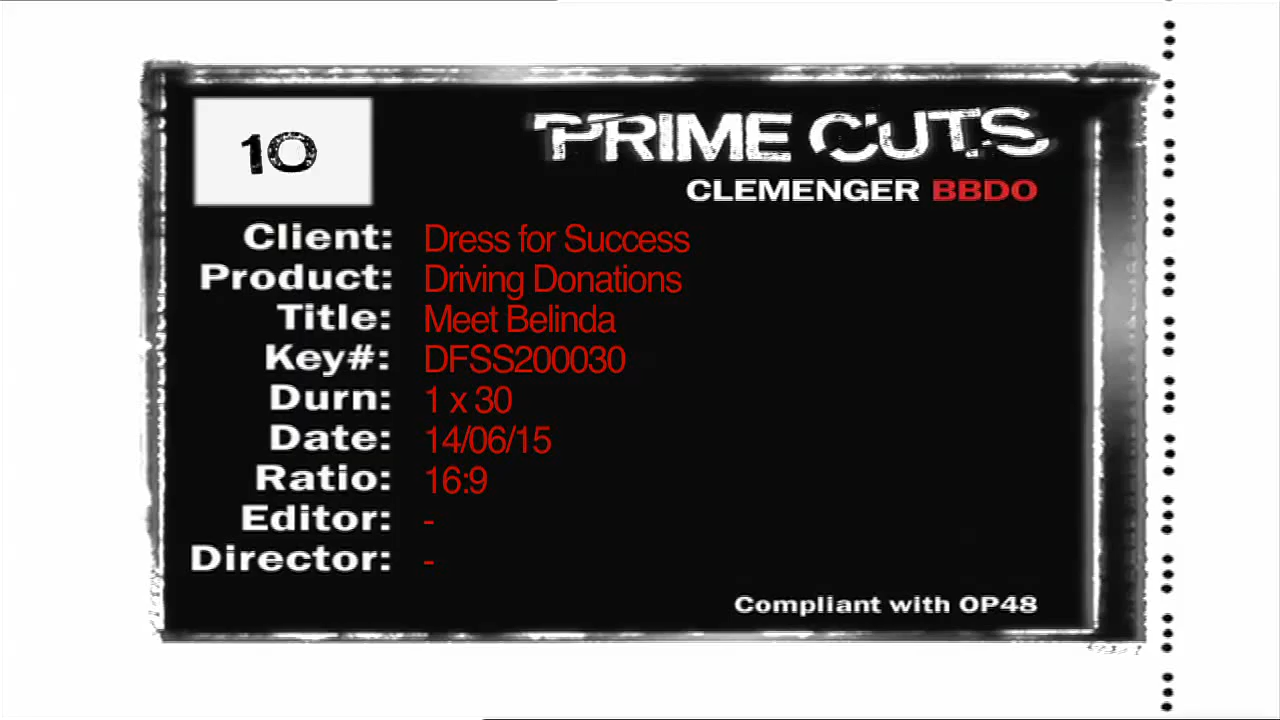 10
PRIME CUTS
CLEMENGER BBDO
Client: Dress for Success
Product: Driving Donations
Title: Meet Belinda
Key#: DFSS200030
Durn: 1 x 30
Date: 14/06/15
Ratio: 16:9
Editor: -
Director: -
Compliant with OP48